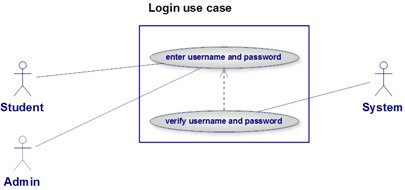 Login use case
enter username and password
Student
System
verify username and password
Admin